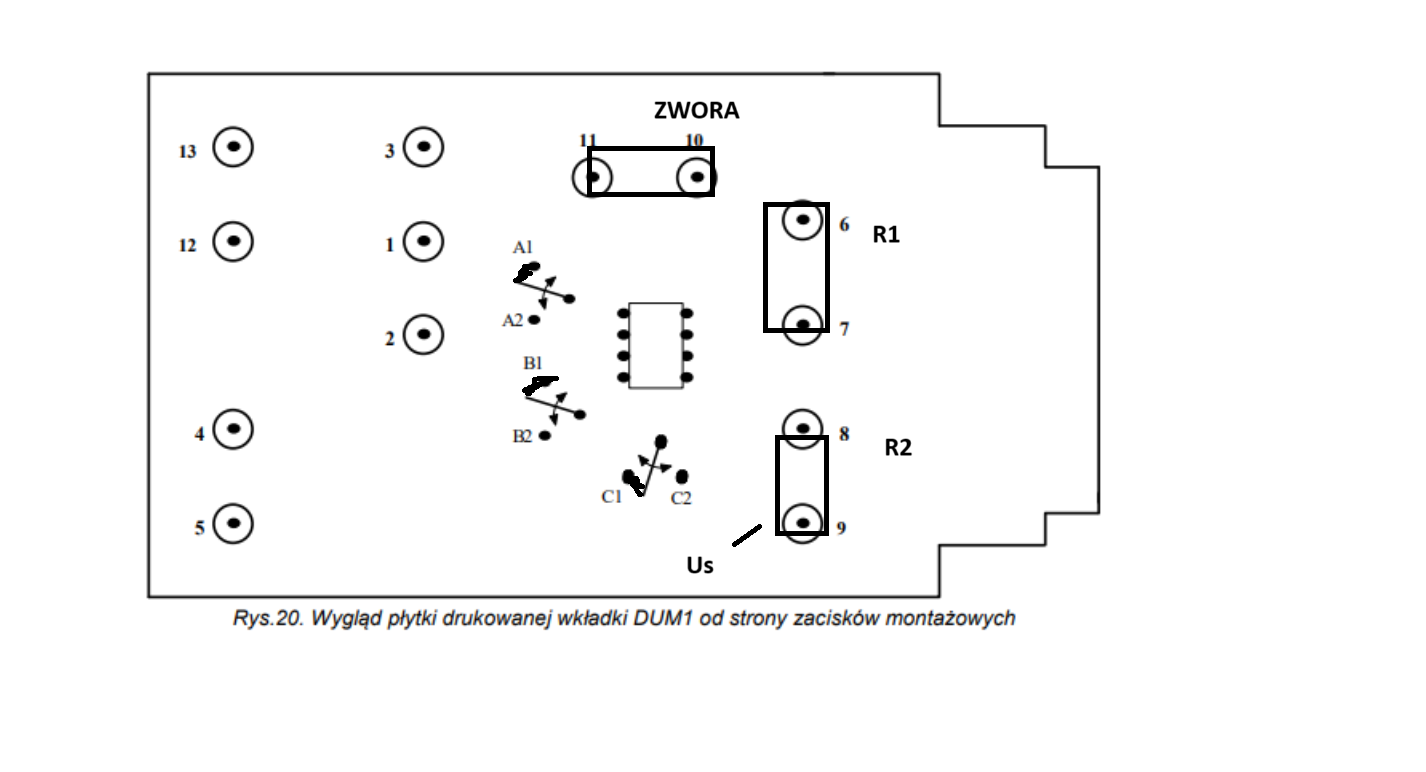 ZWORA
11 10
13 3
6 R1
12 1
A1
A2
7
2
B1
B2
4
8 R2
C1 C2
5
9
Us
Rys.20. Wygląd płytki drukowanej wkładki DUM1 od strony zacisków montażowych